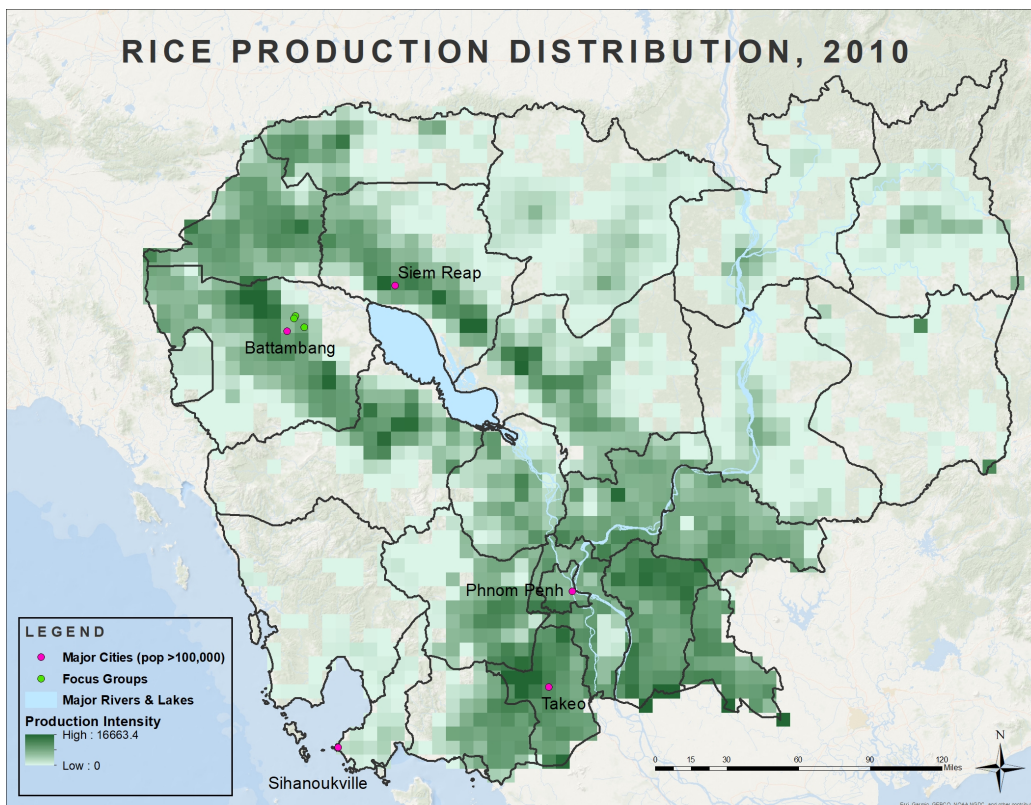 RICE PRODUCTION DISTRIBUTION, 2010
Siem Reap
Battambang
Phnom Penh
Takeo
Sihanoukville
LEGEND
Major Cities (pop >100,000)
Focus Groups
Major Rivers & Lakes
Production Intensity
High : 16663.4
Low : 0
N
0 15 30 60 90 120
Miles